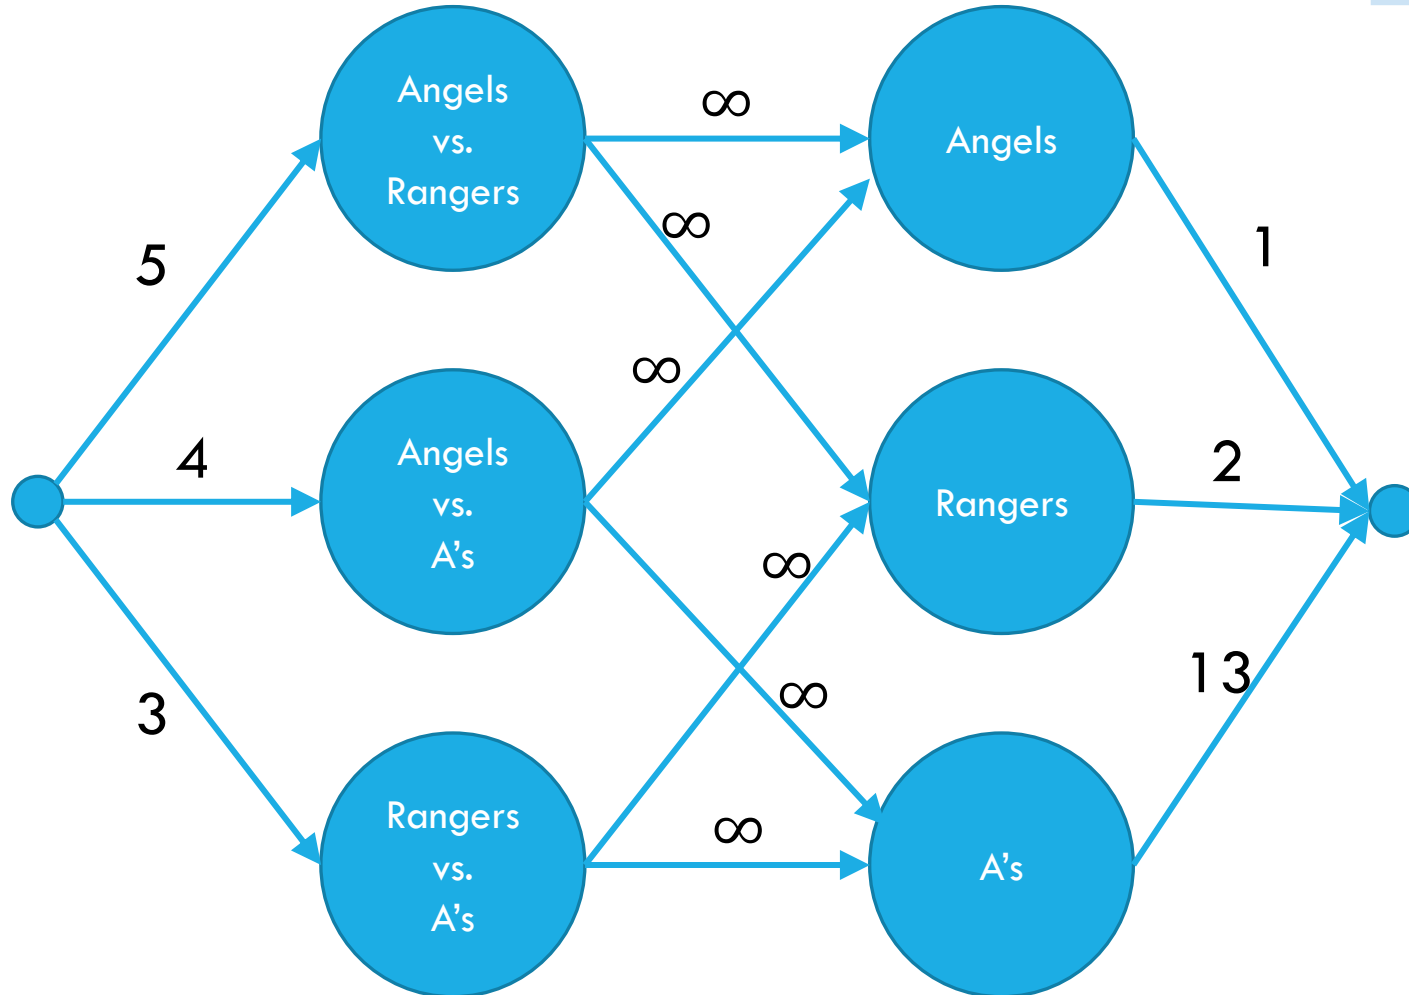 Angels
vs.
Rangers
∞
Angels
∞
1
5
∞
4
Angels
vs.
A's
Rangers
2
∞
3
∞
13
Rangers
vs.
A's
∞
A's